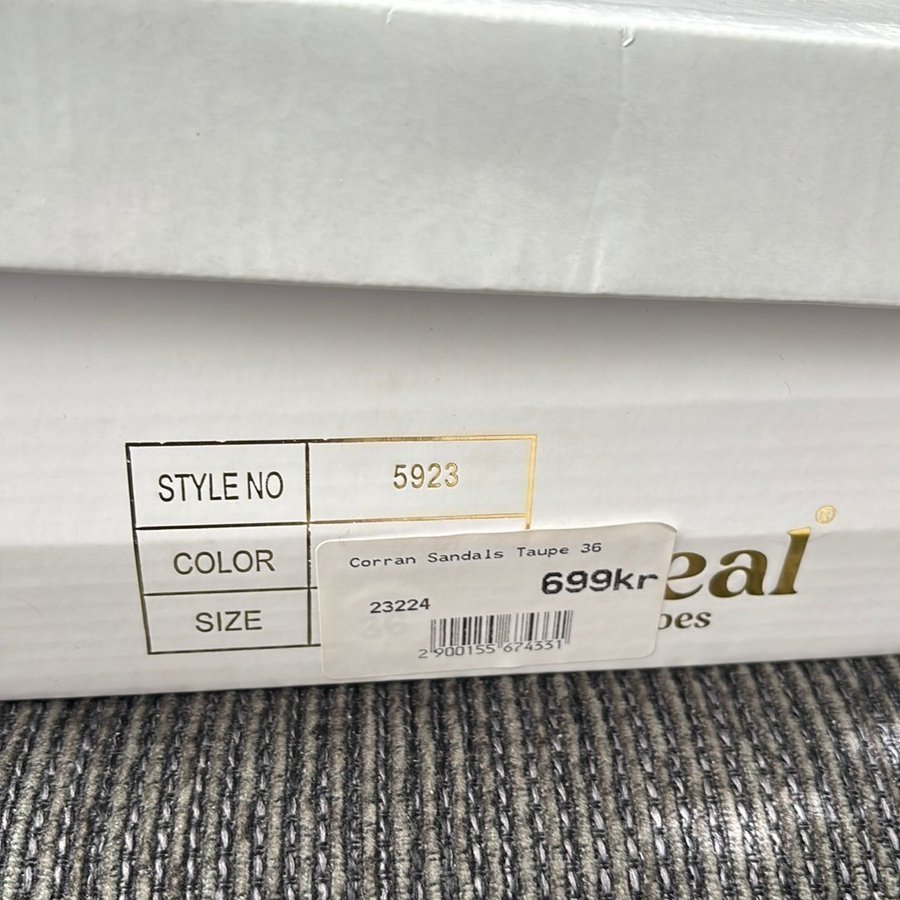 STYLE NO 5923
COLOR
SIZE
Corran Sandals Taupe 36
699kr
23224
2 900155 674331
eal®
oes